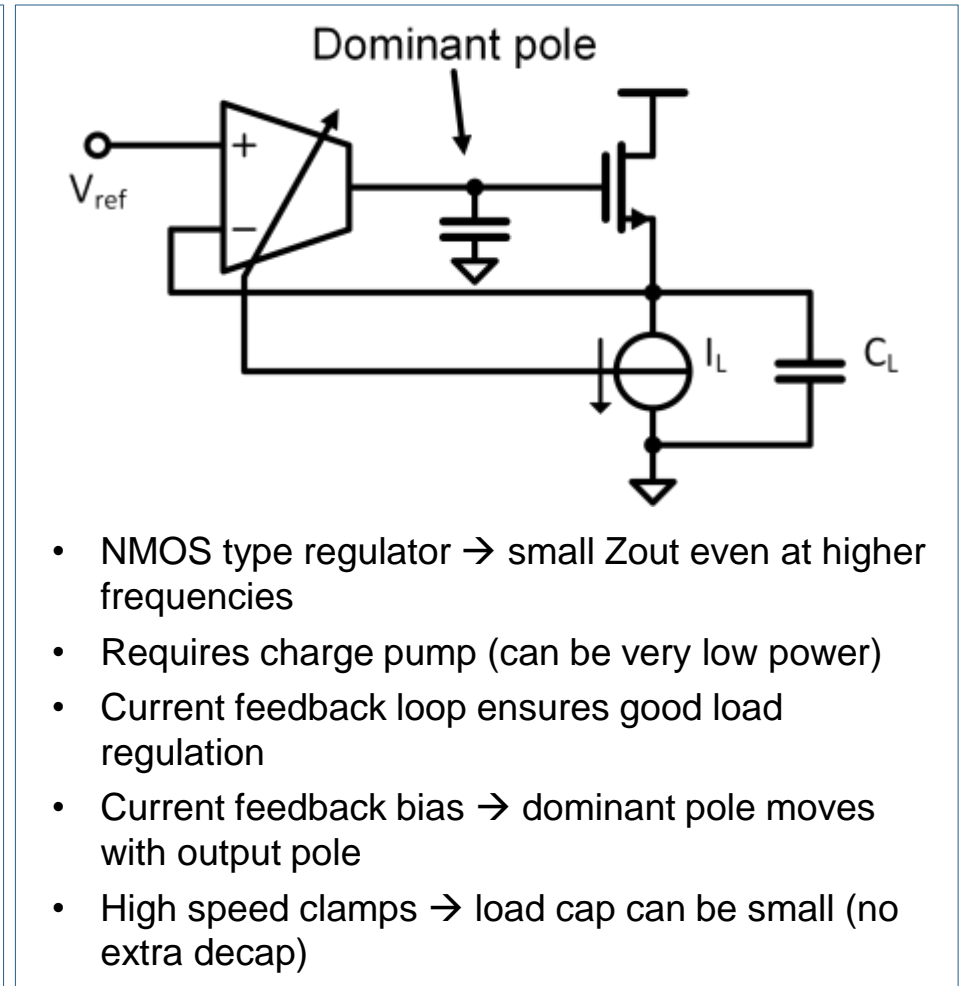 Dominant pole
+
V_ref
−
I_L
C_L
• NMOS type regulator → small Zout even at higher
frequencies
• Requires charge pump (can be very low power)
• Current feedback loop ensures good load
regulation
• Current feedback bias → dominant pole moves
with output pole
• High speed clamps → load cap can be small (no
extra decap)